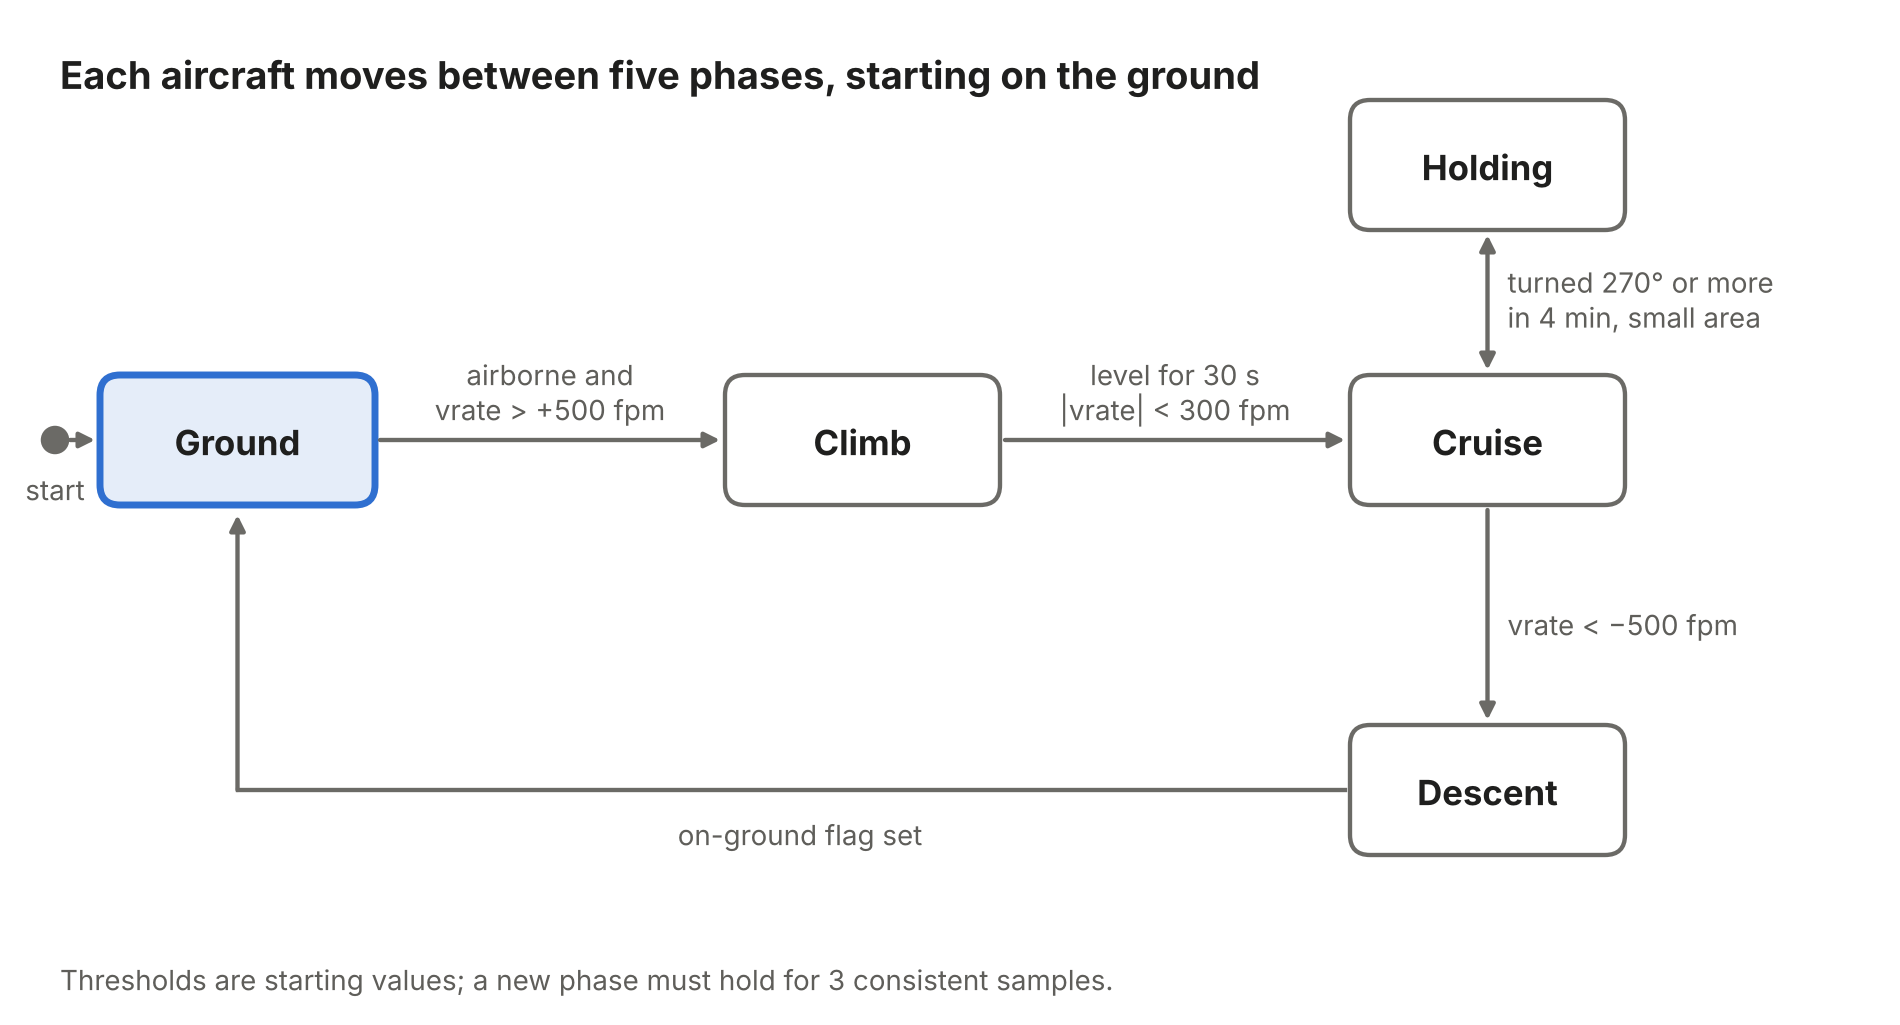 Each aircraft moves between five phases, starting on the ground
Holding
turned 270° or more
in 4 min, small area
airborne and
vrate > +500 fpm
level for 30 s
|vrate| < 300 fpm
start
Ground
Climb
Cruise
vrate < −500 fpm
Descent
on-ground flag set
Thresholds are starting values; a new phase must hold for 3 consistent samples.